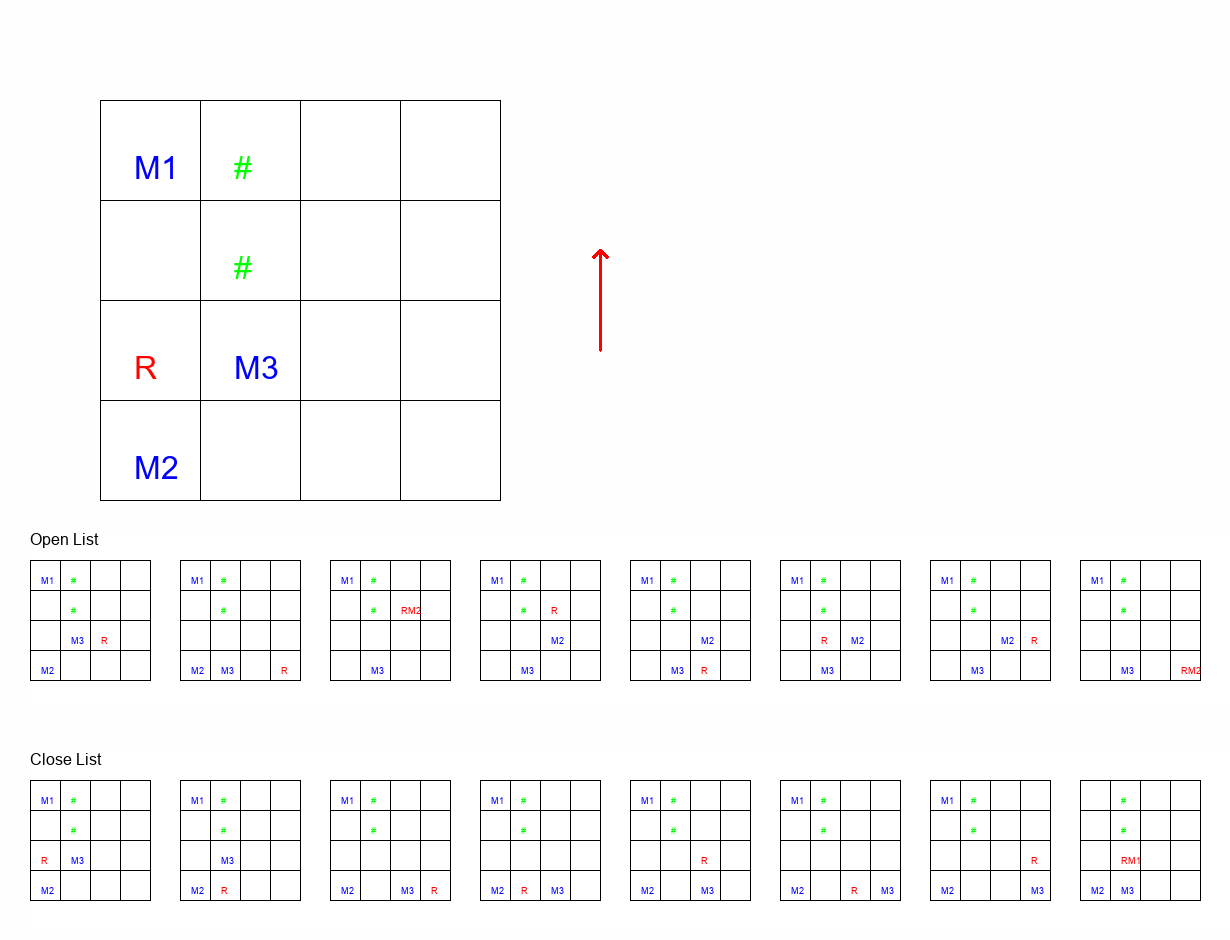 M1 #
#
R M3
M2
Open List
M1 # M1 # M1 # M1 # M1 # M1 # M1 # M1 #
# # # RM2 # R # # # #
M3 R M2 M2 R M2 M2 R
M2 M2 M3 R M3 M3 M3 R M3 M3 M3 RM2
Close List
M1 # M1 # M1 # M1 # M1 # M1 # M1 # #
# # # # # # # #
R M3 M3 R R RM1
M2 M2 R M2 M3 R M2 R M3 M2 M3 M2 R M3 M2 M3 M2 M3